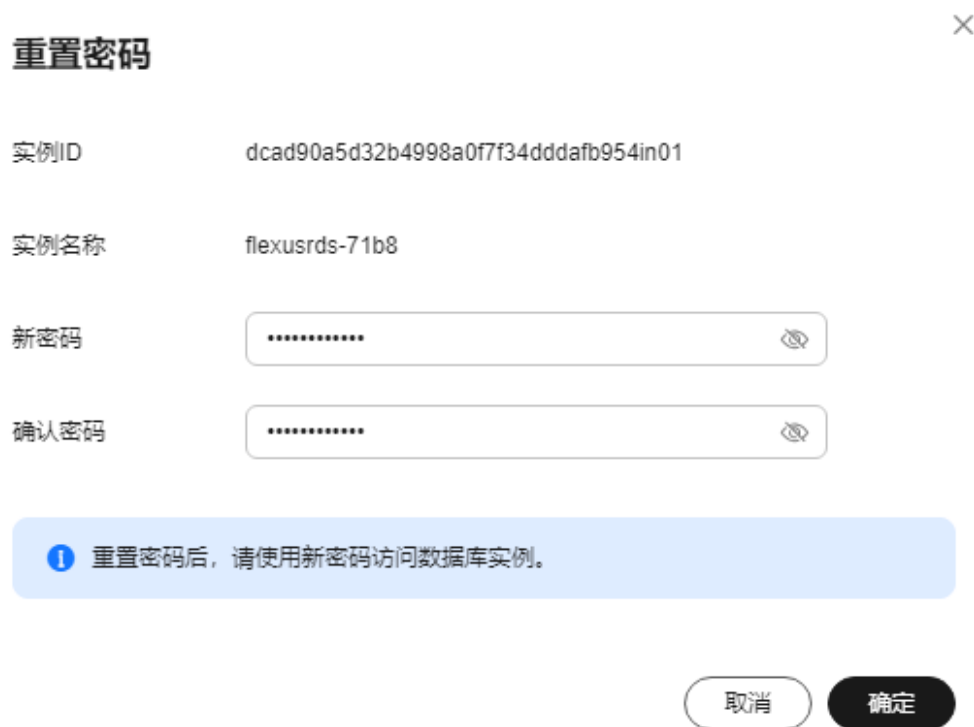 重置密码
实例ID dcad90a5d32b4998a0f7f34dddafb954in01
实例名称 flexusrds-71b8
新密码 ••••••••••••
确认密码 ••••••••••••
重置密码后，请使用新密码访问数据库实例。
取消 确定